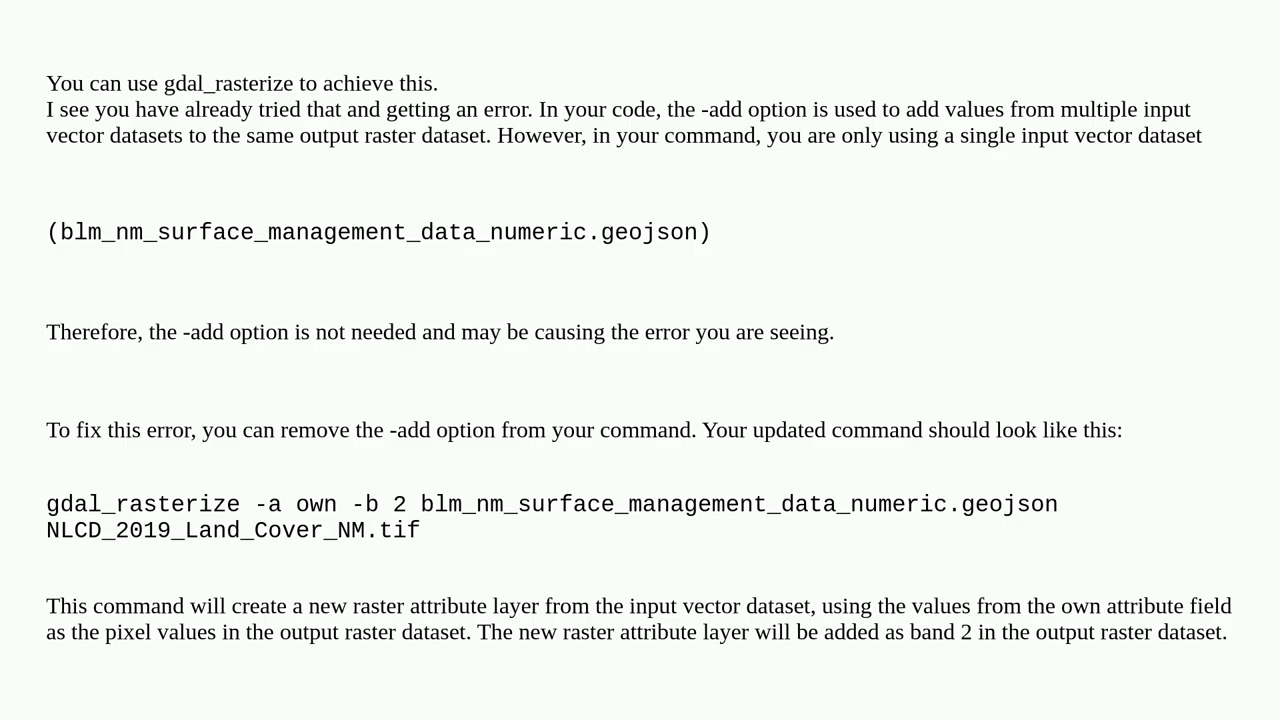 You can use gdal_rasterize to achieve this.
I see you have already tried that and getting an error. In your code, the -add option is used to add values from multiple input
vector datasets to the same output raster dataset. However, in your command, you are only using a single input vector dataset
(blm_nm_surface_management_data_numeric.geojson)
Therefore, the -add option is not needed and may be causing the error you are seeing.
To fix this error, you can remove the -add option from your command. Your updated command should look like this:
gdal_rasterize -a own -b 2 blm_nm_surface_management_data_numeric.geojson
NLCD_2019_Land_Cover_NM.tif
This command will create a new raster attribute layer from the input vector dataset, using the values from the own attribute field
as the pixel values in the output raster dataset. The new raster attribute layer will be added as band 2 in the output raster dataset.